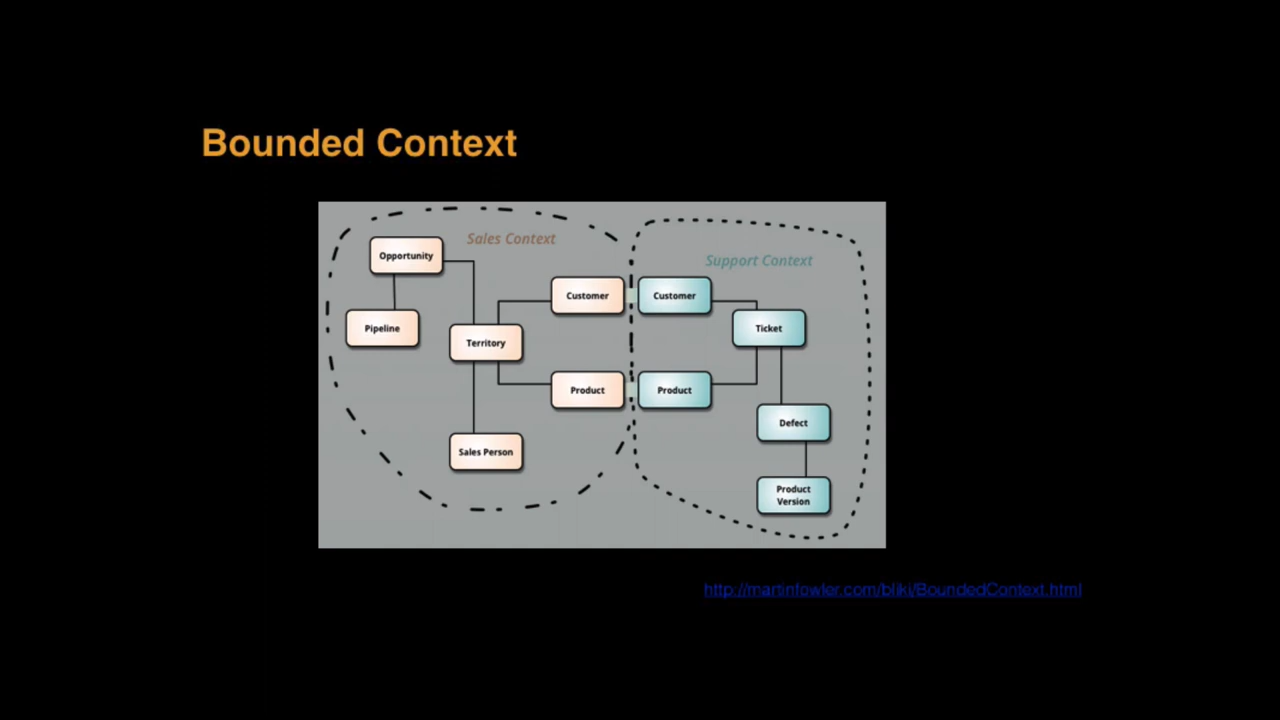 Bounded Context
Sales Context
Opportunity
Support Context
Customer
Customer
Pipeline
Ticket
Territory
Product
Product
Defect
Sales Person
Product
Version
http://martinfowler.com/bliki/BoundedContext.html